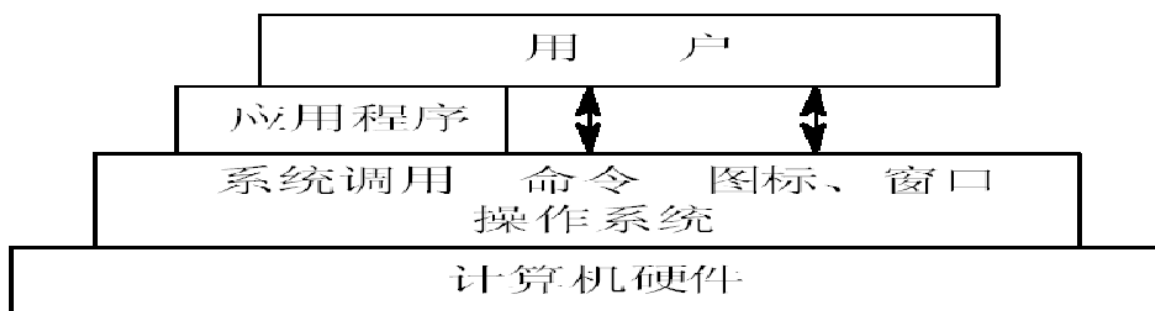 用 户
应用程序
系统调用 命令 图标、窗口
操作系统
计算机硬件